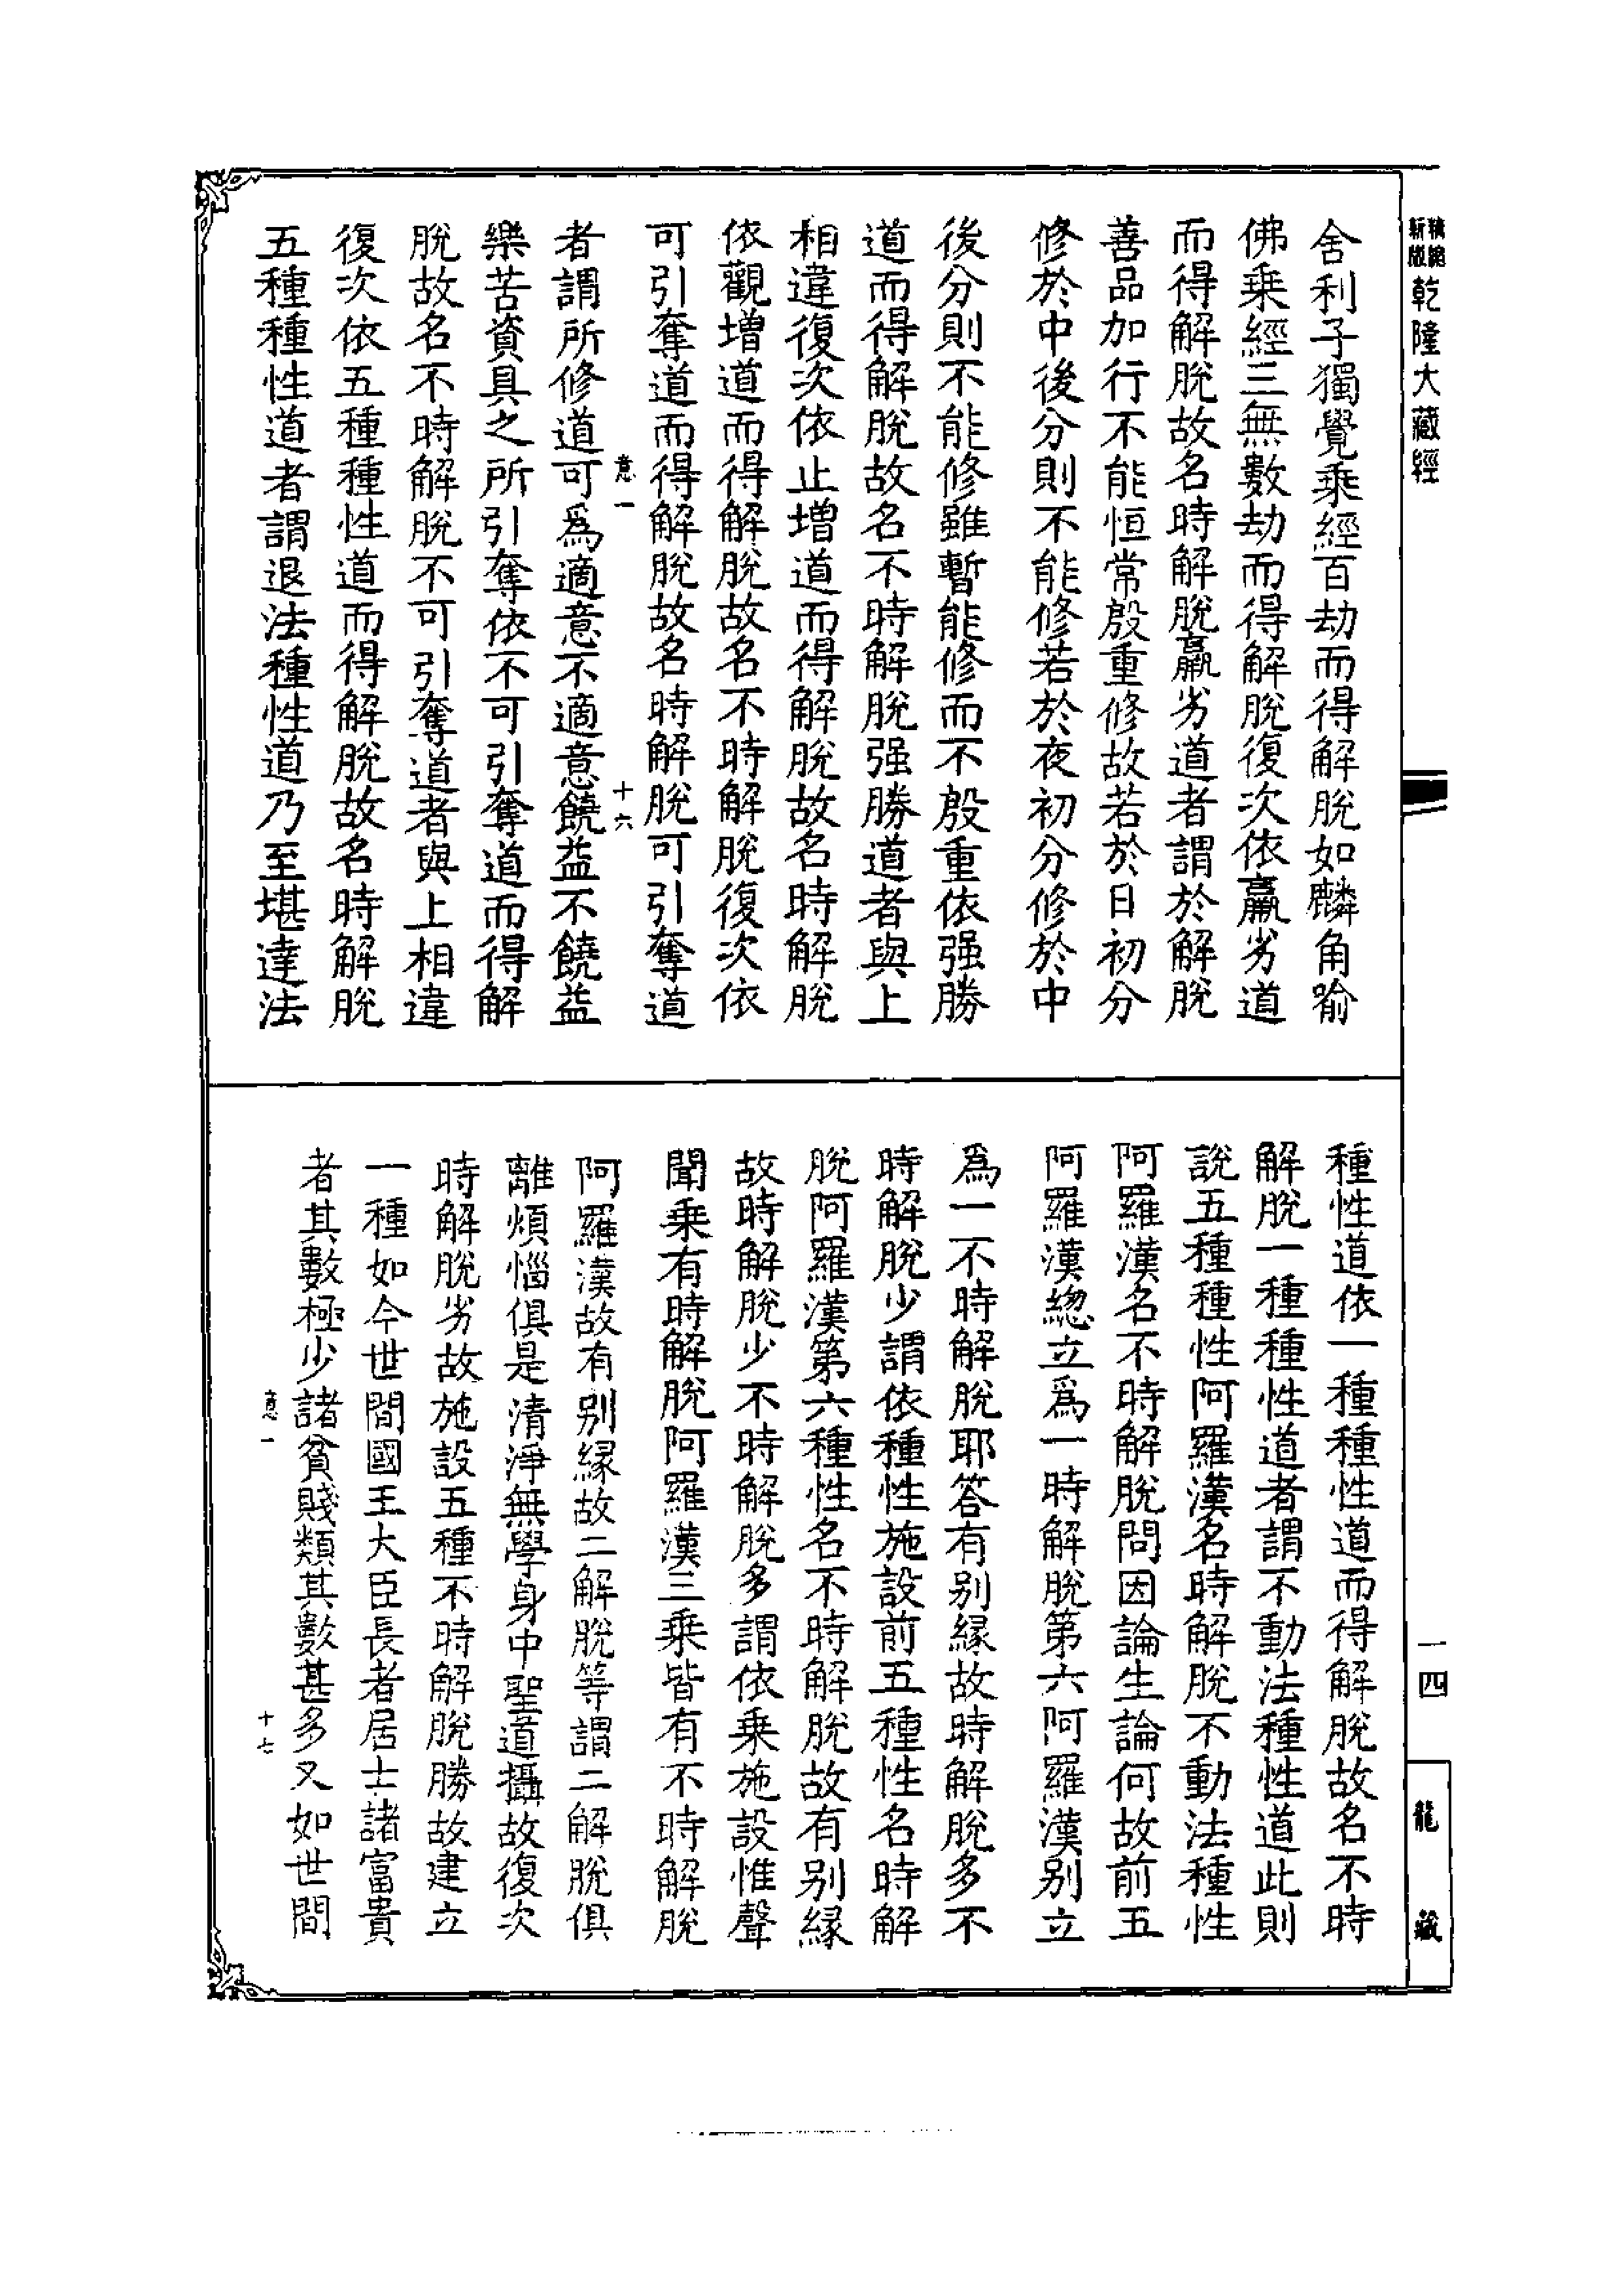 新版
精縮
乾隆大藏經
舍利子獨覺乘經百劫而得解脫如麟角喻
佛乘經三無數劫而得解脫復次依羸劣道
而得解脫故名時解脫羸劣道者謂於解脫
善品加行不能恒常殷重修故若於日初分
修於中後分則不能修若於夜初分修於中
後分則不能修雖暫能修而不殷重依强勝
道而得解脫故名不時解脫强勝道者與上
相違復次依止增道而得解脫故名時解脫
依觀增道而得解脫故名不時解脫復次依
可引奪道而得解脫故名時解脫可引奪道
意一
十六
者謂所修道可爲適意不適意饒益不饒益
樂苦資具之所引奪依不可引奪道而得解
脫故名不時解脫不可引奪道者與上相違
復次依五種種性道而得解脫故名時解脫
五種種性道者謂退法種性道乃至堪達法
種性道依一種種性道而得解脫故名不時
解脫一種種性道者謂不動法種性道此則
說五種種性阿羅漢名時解脫不動法種性
阿羅漢名不時解脫問因論生論何故前五
阿羅漢總立爲一時解脫第六阿羅漢別立
爲一不時解脫耶答有別緣故時解脫多不
時解脫少謂依種性施設前五種性名時解
脫阿羅漢第六種性名不時解脫故有別緣
故時解脫少不時解脫多謂依乘施設惟聲
聞乘有時解脫阿羅漢三乘皆有不時解脫
阿羅漢故有別緣故二解脫等謂二解脫俱
離煩惱俱是清淨無學身中聖道攝故復次
時解脫劣故施設五種不時解脫勝故建立
一種如今世間國王大臣長者居士諸富貴
者其數極少諸貧賤類其數甚多又如世間
意一
十七
一四
龍藏